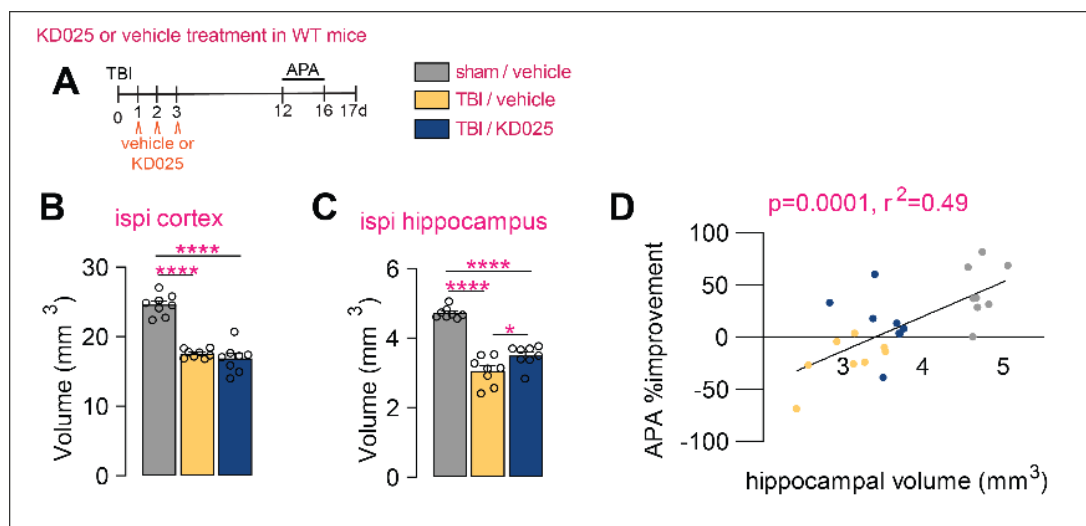 KD025 or vehicle treatment in WT mice
A
TBI
APA
0
1
2
3
12
16
17d
vehicle or
KD025
sham / vehicle
TBI / vehicle
TBI / KD025
B
ispi cortex
****
****
30
20
10
0
Volume (mm³)
C
ispi hippocampus
****
****
*
6
4
2
0
Volume (mm³)
D
p=0.0001, r²=0.49
100
50
0
-50
-100
3
4
5
APA %improvement
hippocampal volume (mm³)